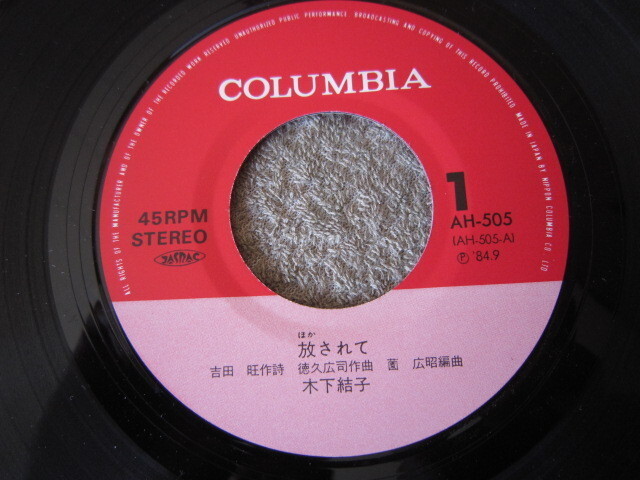 ALL RIGHTS OF THE MANUFACTURER AND OF THE OWNER OF THE RECORDED WORK RESERVED UNAUTHORIZED PUBLIC PERFORMANCE BROADCASTING AND COPYING OF THIS RECORD PROHIBITED MADE IN JAPAN BY NIPPON COLUMBIA CO LTD
COLUMBIA
45RPM
STEREO
JASRAC
1
AH-505
(AH-505-A)
Ⓟ '84.9
ほか
放されて
吉田 旺作詩 徳久広司作曲 薗 広昭編曲
木下結子